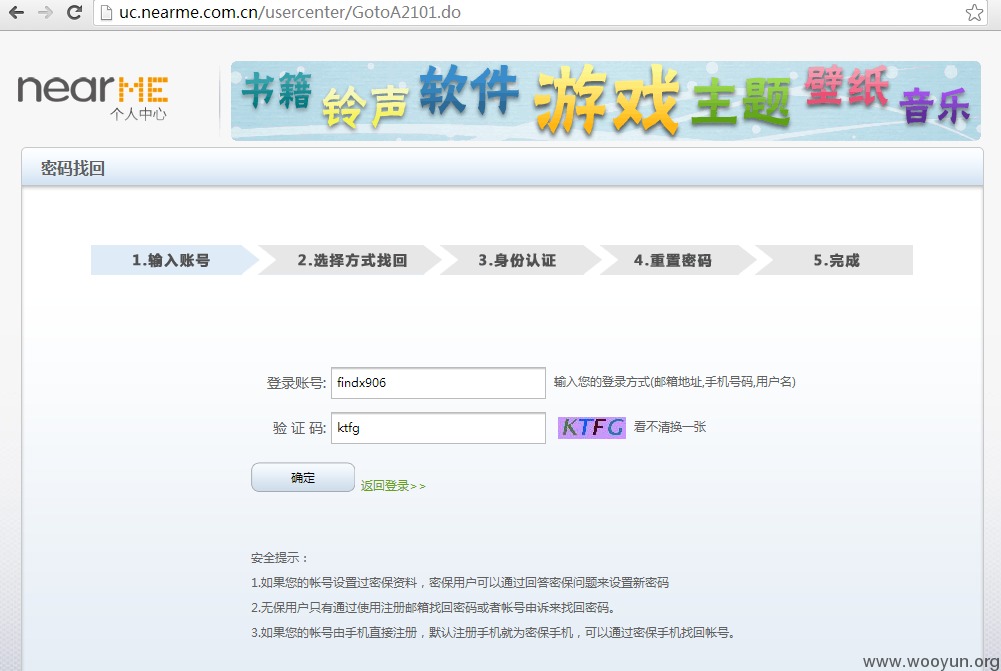 uc.nearme.com.cn/usercenter/GotoA2101.do
nearME
个人中心
书籍 铃声 软件 游戏 主题 壁纸 音乐
密码找回
1.输入账号 2.选择方式找回 3.身份认证 4.重置密码 5.完成
登录账号: findx906 输入您的登录方式(邮箱地址,手机号码,用户名)
验 证 码: ktfg KTFG 看不清换一张
确定 返回登录>>
安全提示：
1.如果您的帐号设置过密保资料，密保用户可以通过回答密保问题来设置新密码
2.无保用户只有通过使用注册邮箱找回密码或者帐号申诉来找回密码。
3.如果您的帐号由手机直接注册，默认注册手机就为密保手机，可以通过密保手机找回帐号。
www.wooyun.org